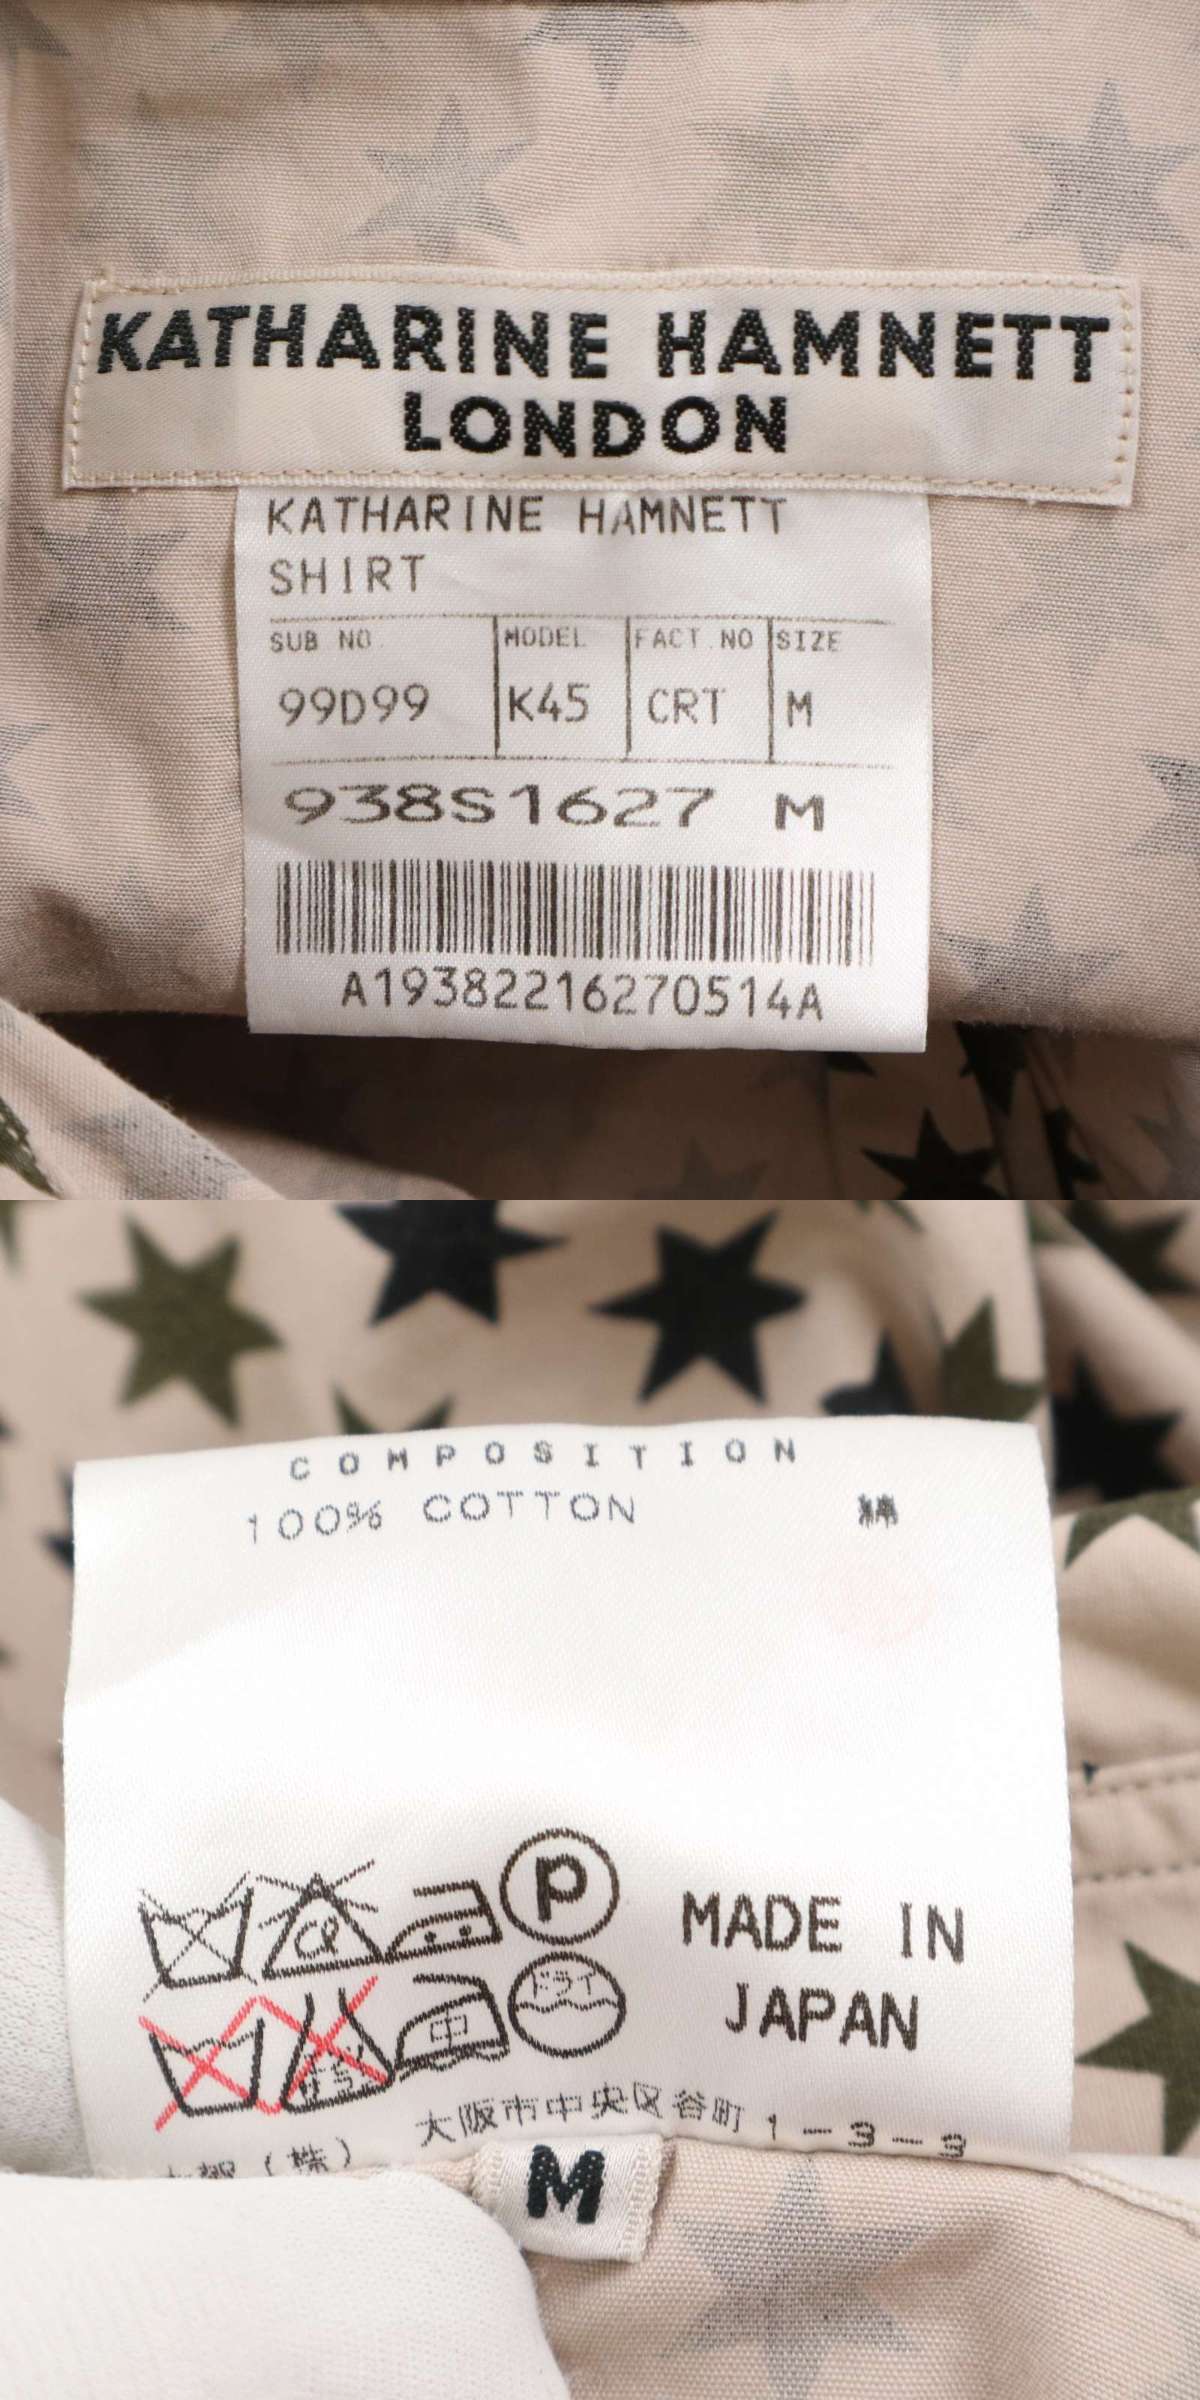 KATHARINE HAMNETT
LONDON
KATHARINE HAMNETT
SHIRT
SUB NO. MODEL FACT.NO SIZE
99D99 K45 CRT M
938S1627 M
A19382216270514A
COMPOSITION
100% COTTON 綿
P
MADE IN
JAPAN
ドライ
中
大阪市中央区谷町1-3-3
(株)
M